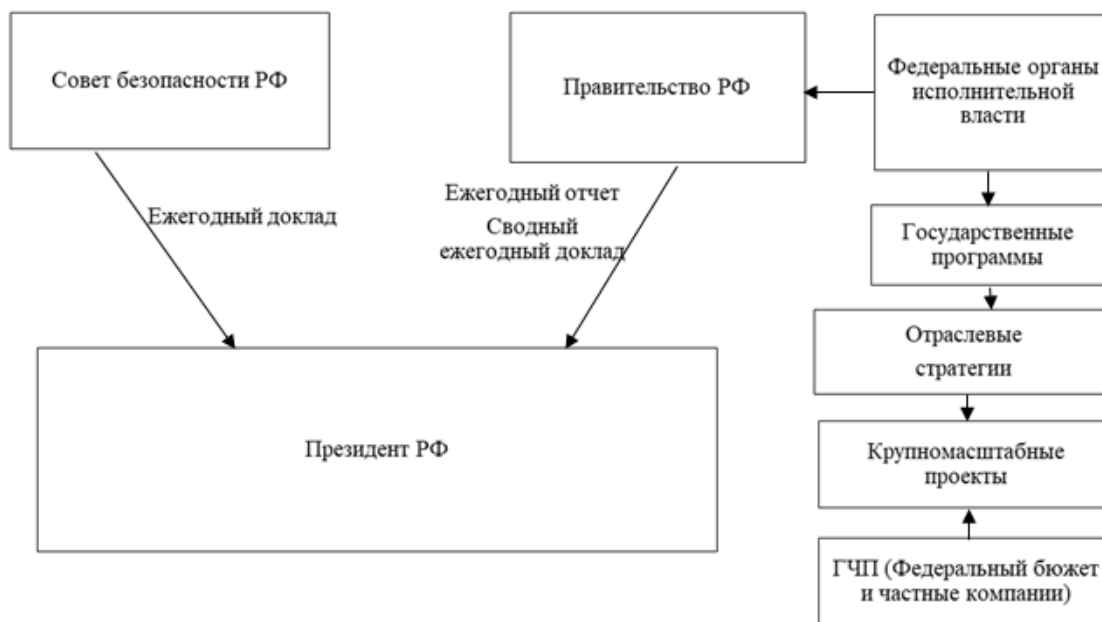 Совет безопасности РФ
Правительство РФ
Федеральные органы
исполнительной
власти
Ежегодный доклад
Ежегодный отчет
Сводный
ежегодный доклад
Государственные
программы
Отраслевые
стратегии
Президент РФ
Крупномасштабные
проекты
ГЧП (Федеральный бюжет
и частные компании)